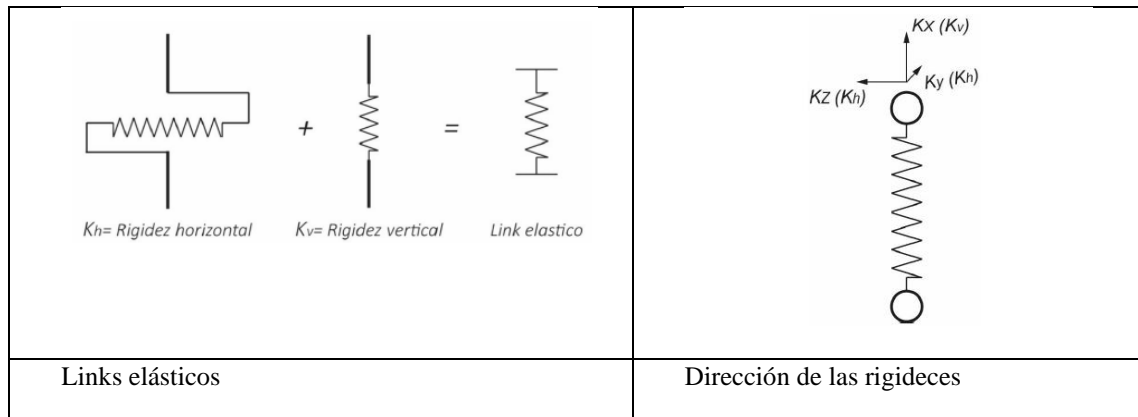 +
=
Kh= Rigidez horizontal
Kv= Rigidez vertical
Link elastico
Kx (Kv)
Ky (Kh)
Kz (Kh)
Links elásticos
Dirección de las rigideces